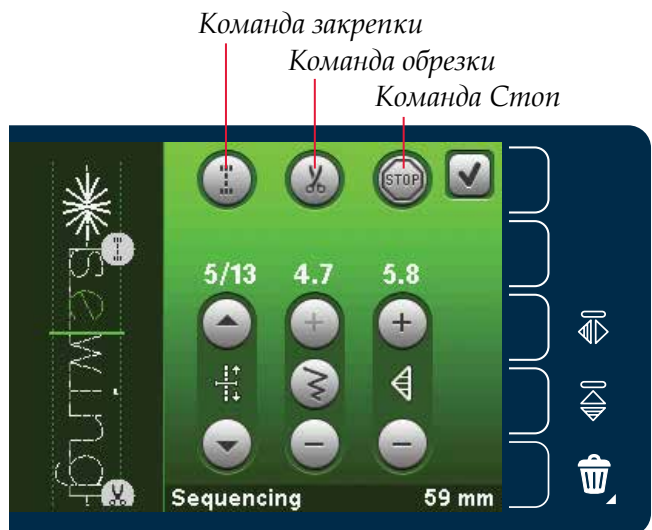 Команда закрепки
Команда обрезки
Команда Стоп
STOP
5/13 4.7 5.8
sewing
Sequencing 59 mm